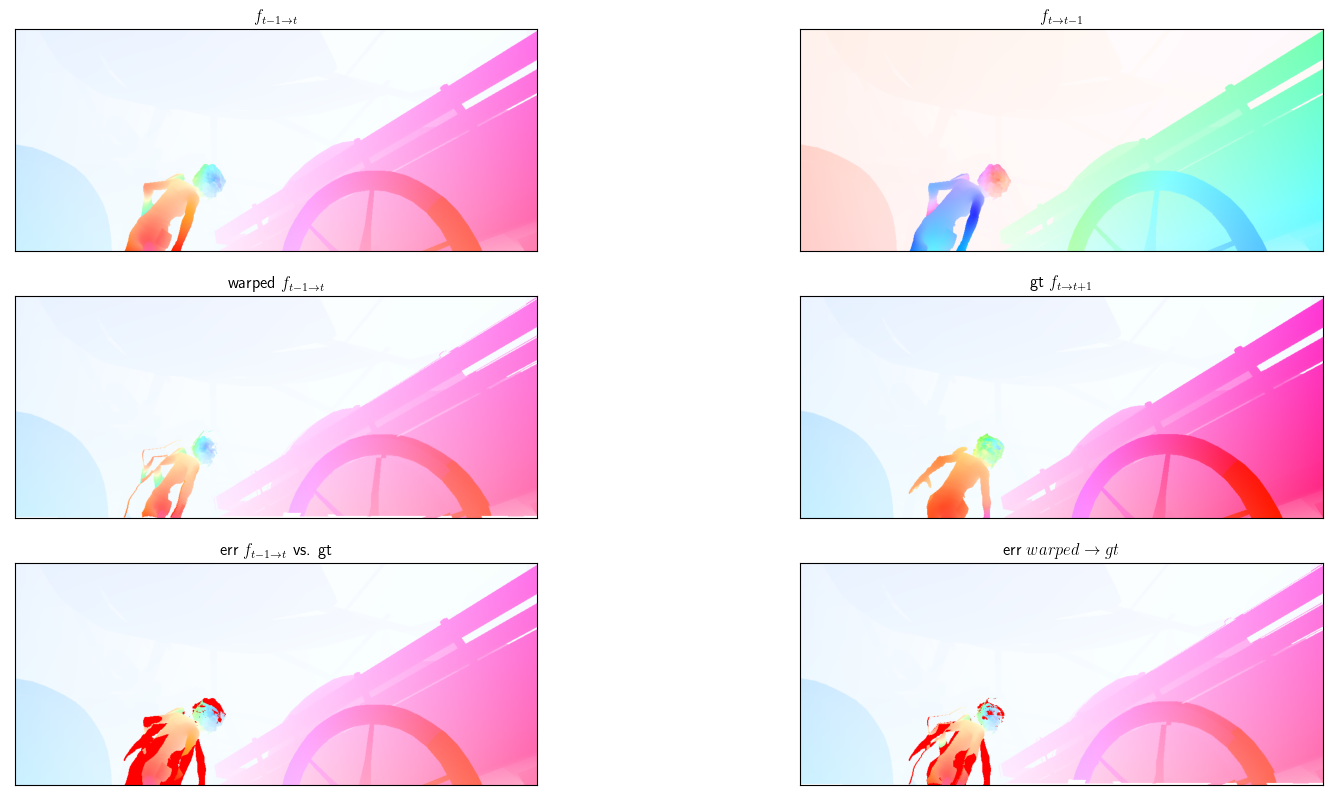 f_{t−1→t}
f_{t→t−1}
warped f_{t−1→t}
gt f_{t→t+1}
err f_{t−1→t} vs. gt
err warped → gt